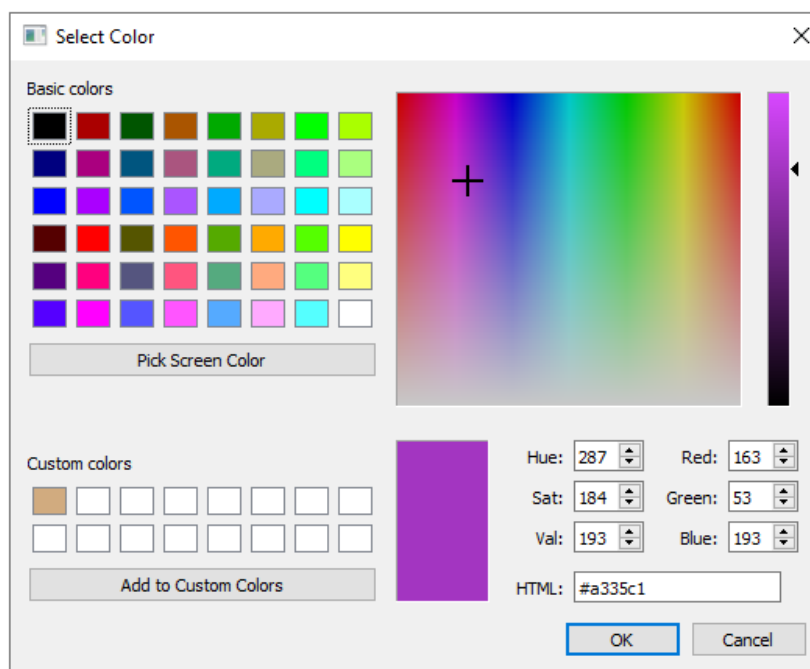 Select Color
Basic colors
Pick Screen Color
Custom colors
Add to Custom Colors
Hue: 287 Red: 163
Sat: 184 Green: 53
Val: 193 Blue: 193
HTML: #a335c1
OK Cancel